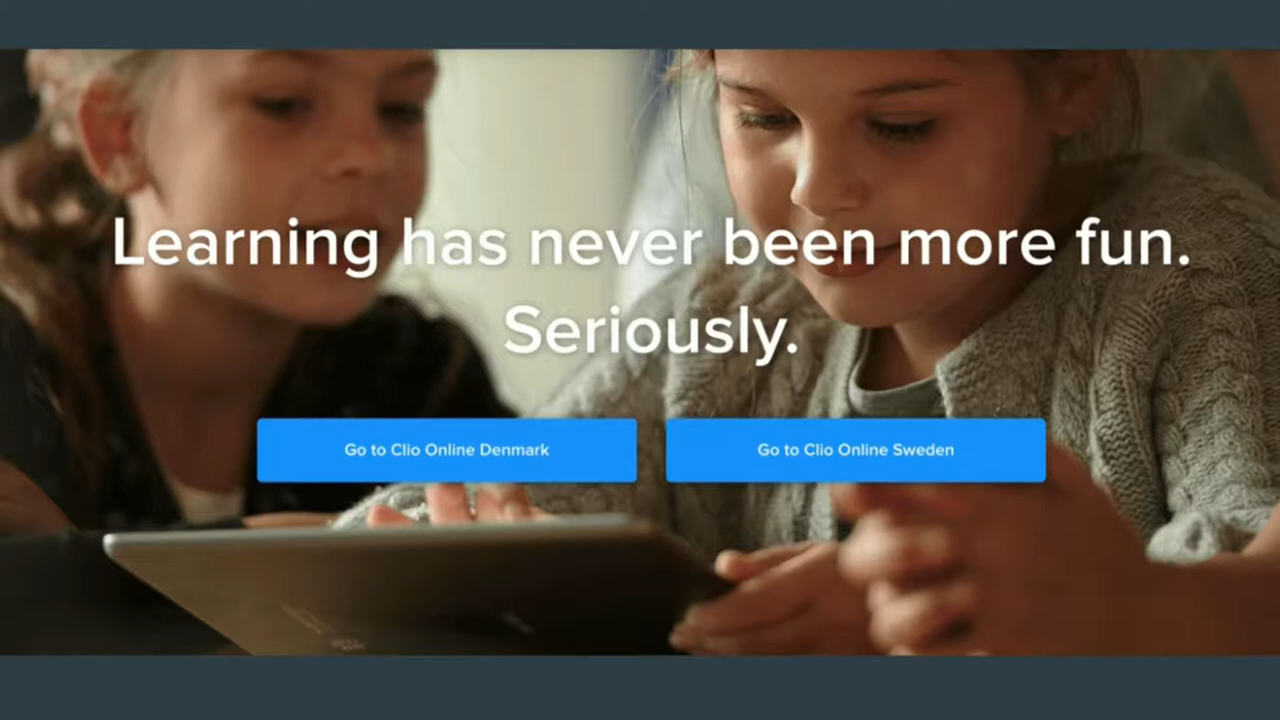 Learning has never been more fun.
Seriously.
Go to Clio Online Denmark
Go to Clio Online Sweden